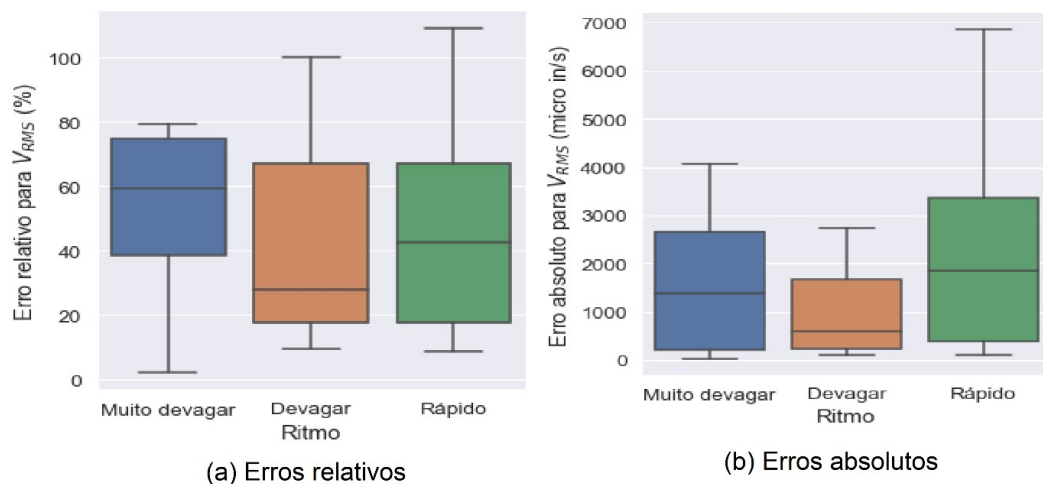 Erro relativo para V_RMS (%)
100
80
60
40
20
0
Muito devagar Devagar Rápido
Ritmo
(a) Erros relativos
Erro absoluto para V_RMS (micro in/s)
7000
6000
5000
4000
3000
2000
1000
0
Muito devagar Devagar Rápido
Ritmo
(b) Erros absolutos